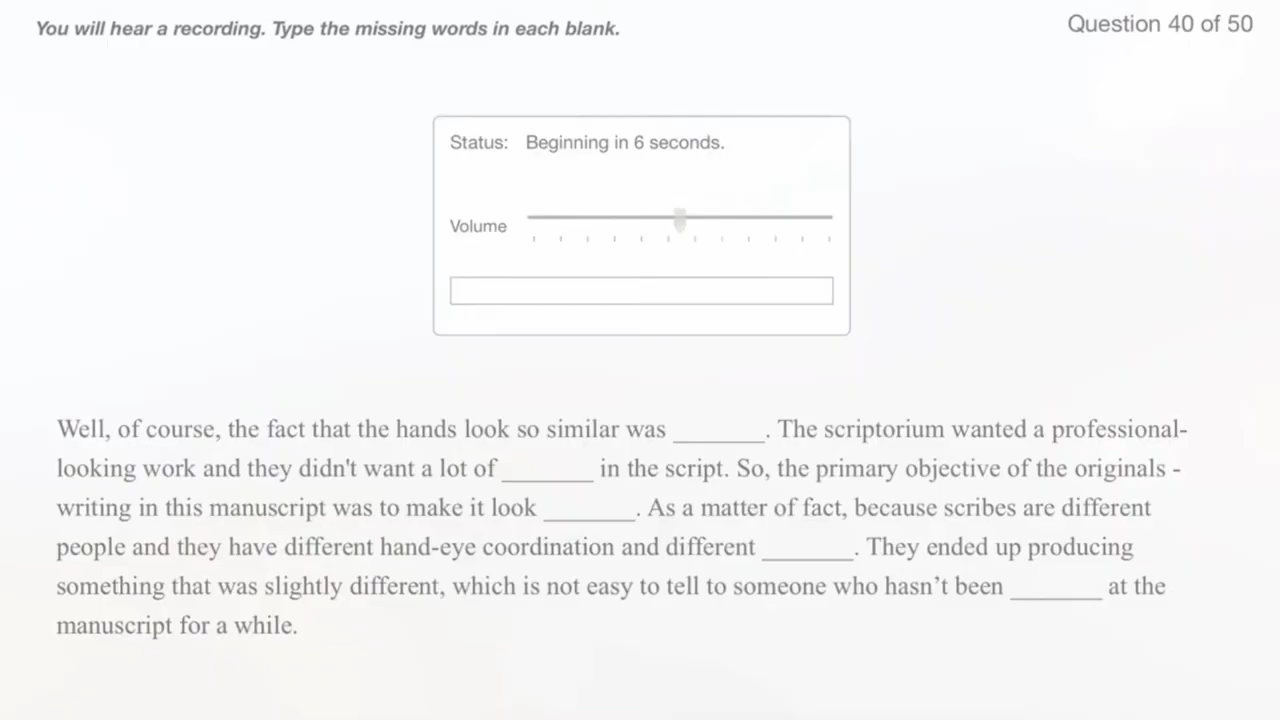 You will hear a recording. Type the missing words in each blank.
Question 40 of 50
Status: Beginning in 6 seconds.
Volume
Well, of course, the fact that the hands look so similar was _______. The scriptorium wanted a professional-
looking work and they didn't want a lot of _______ in the script. So, the primary objective of the originals -
writing in this manuscript was to make it look _______. As a matter of fact, because scribes are different
people and they have different hand-eye coordination and different _______. They ended up producing
something that was slightly different, which is not easy to tell to someone who hasn’t been _______ at the
manuscript for a while.